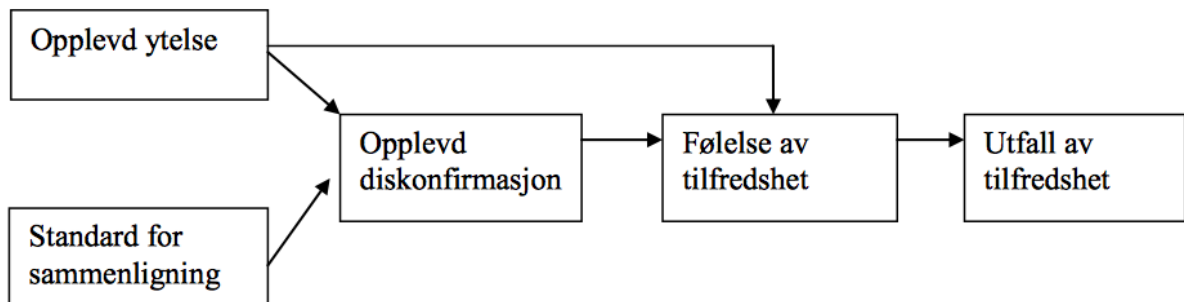 Opplevd ytelse
Opplevd
diskonfirmasjon
Følelse av
tilfredshet
Utfall av
tilfredshet
Standard for
sammenligning